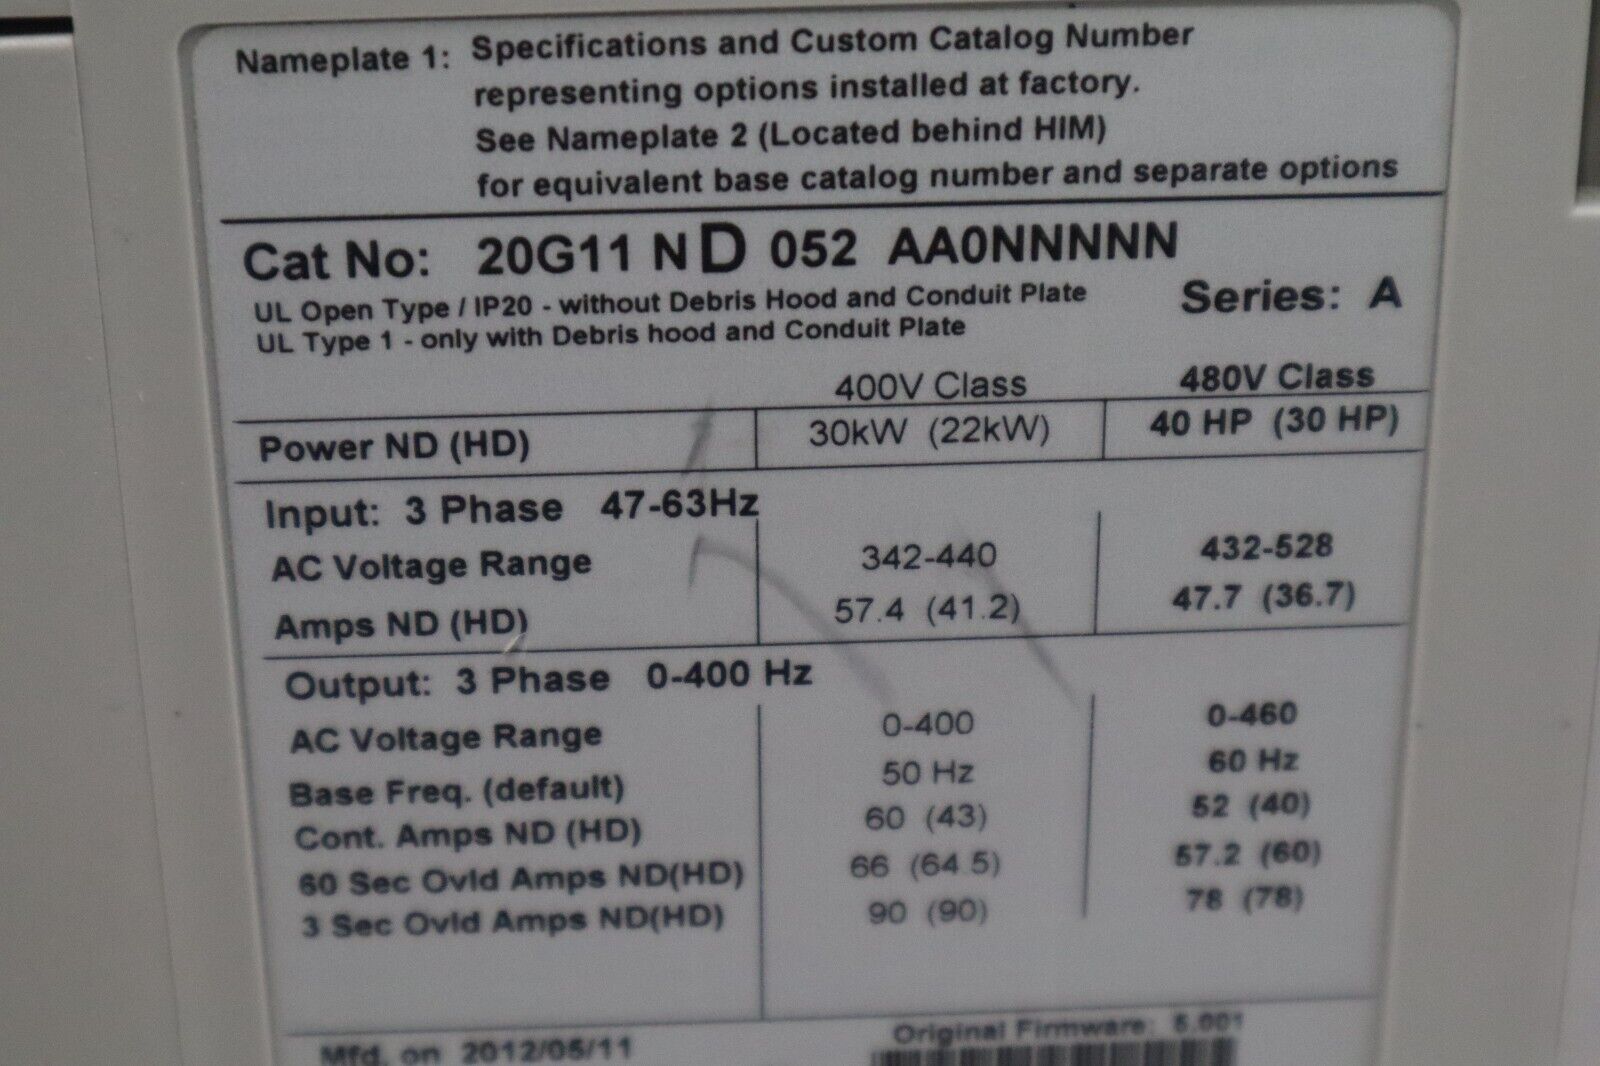 Nameplate 1: Specifications and Custom Catalog Number
representing options installed at factory.
See Nameplate 2 (Located behind HIM)
for equivalent base catalog number and separate options
Cat No: 20G11 N D 052 AA0NNNNN
UL Open Type / IP20 - without Debris Hood and Conduit Plate
UL Type 1 - only with Debris hood and Conduit Plate
Series: A
400V Class 480V Class
Power ND (HD) 30kW (22kW) 40 HP (30 HP)
Input: 3 Phase 47-63Hz
AC Voltage Range 342-440 432-528
Amps ND (HD) 57.4 (41.2) 47.7 (36.7)
Output: 3 Phase 0-400 Hz
AC Voltage Range 0-400 0-460
Base Freq. (default) 50 Hz 60 Hz
Cont. Amps ND (HD) 60 (43) 52 (40)
60 Sec Ovld Amps ND(HD) 66 (64.5) 57.2 (60)
3 Sec Ovld Amps ND(HD) 90 (90) 78 (78)
Mfd. on 2012/05/11 Original Firmware: